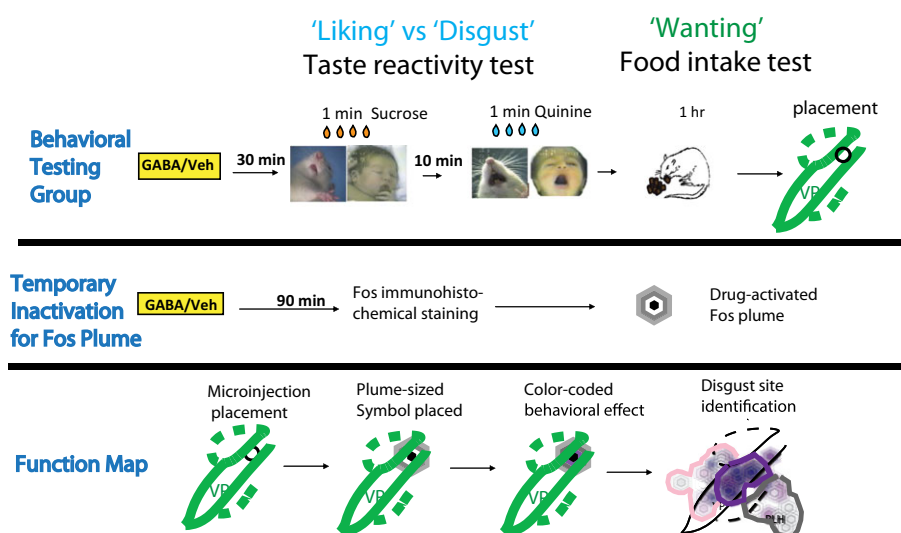 ‘Liking’ vs ‘Disgust’
Taste reactivity test
‘Wanting’
Food intake test
Behavioral
Testing
Group
GABA/Veh
30 min
1 min Sucrose
10 min
1 min Quinine
1 hr
placement
VP
Temporary
Inactivation
for Fos Plume
GABA/Veh
90 min
Fos immunohisto-
chemical staining
Drug-activated
Fos plume
Function Map
Microinjection
placement
VP
Plume-sized
Symbol placed
VP
Color-coded
behavioral effect
VP
Disgust site
identification
PLH